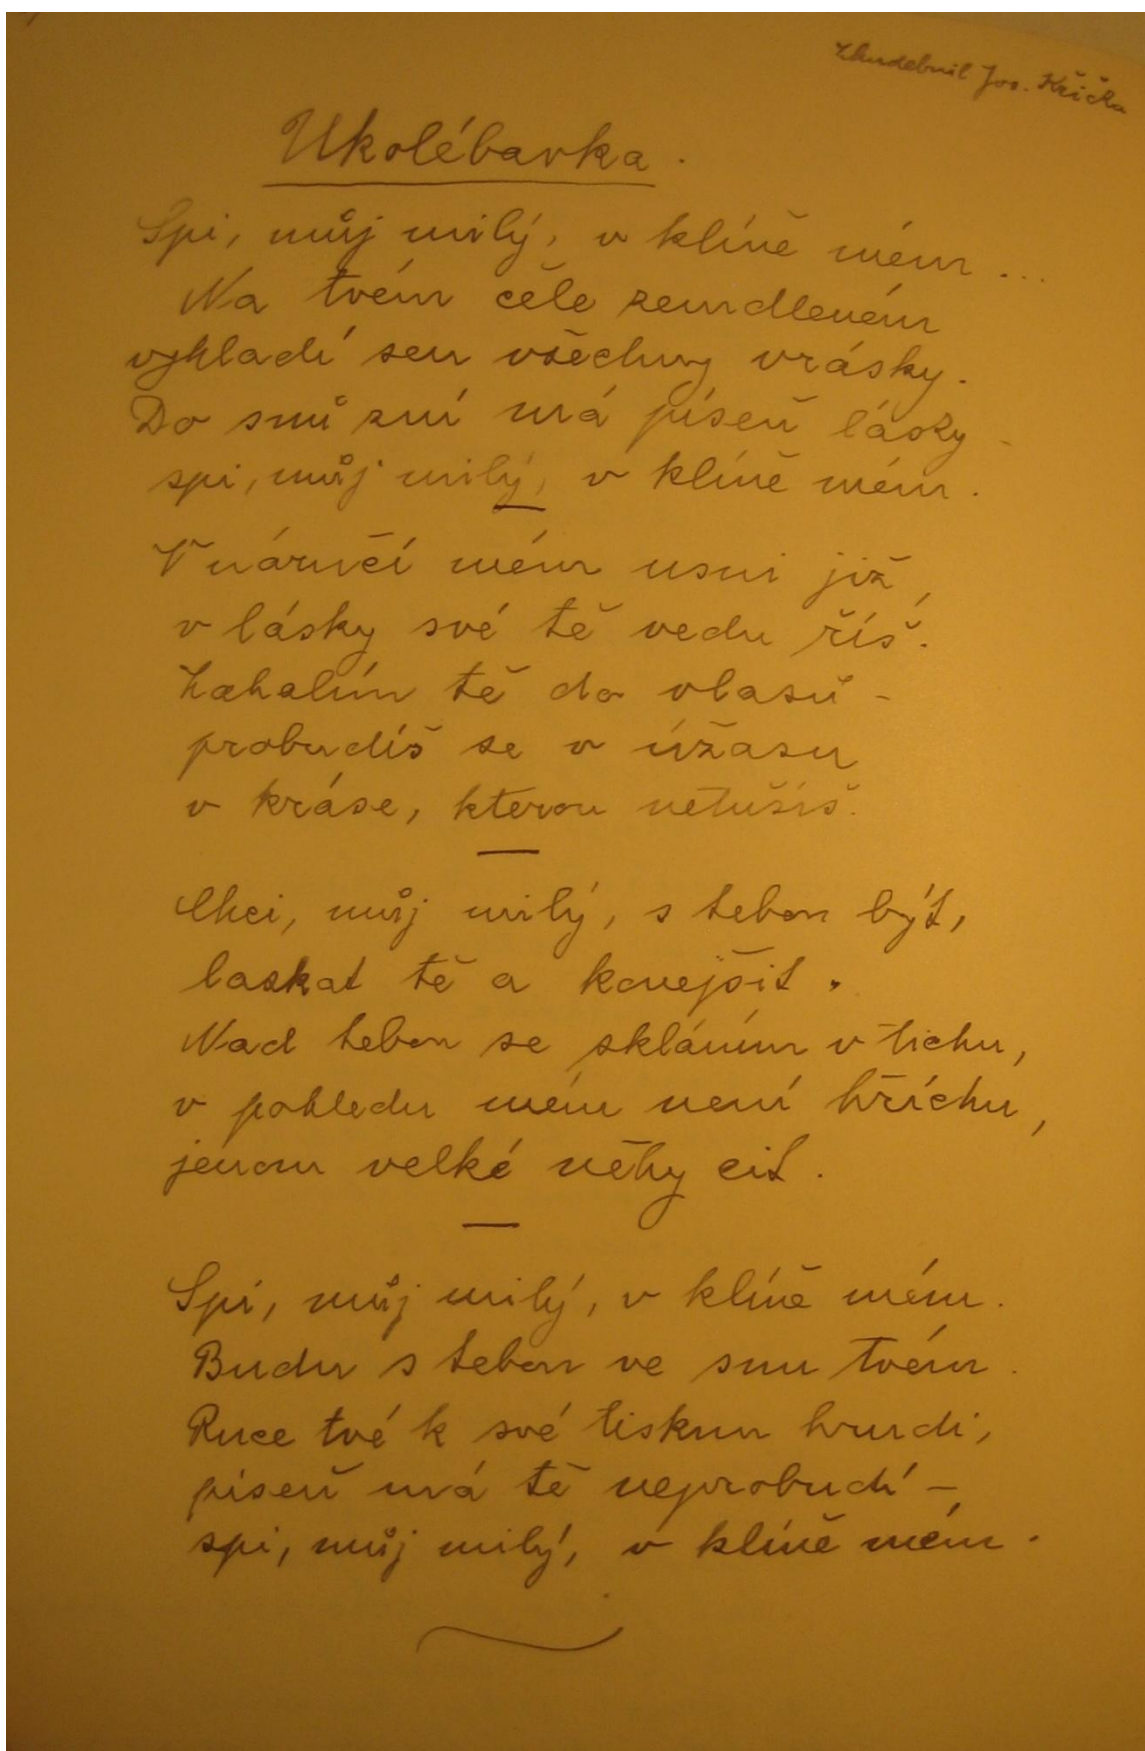 Zhudebnil Jos. Křička
Ukolébavka.
Spi, můj milý, v klíně mém...
Na tvém čele zemdleném
vyhladí sen všechny vrásky.
Do snů zní má píseň lásky -
spi, můj milý, v klíně mém.
V náručí mém usni již,
v lásky své tě vedu říš.
Zahalím tě do vlasů -
probudíš se v úžasu
v kráse, kterou netušíš.
Chci, můj milý, s tebou být,
laskat tě a konejšit.
Nad tebou se skláním v tichu,
v pohledu mém není hříchu,
jenom velké něhy cit.
Spi, můj milý, v klíně mém.
Budu s tebou ve snu tvém.
Ruce tvé k své tisknu hrudi,
píseň má tě neprobudí -
spi, můj milý, v klíně mém.